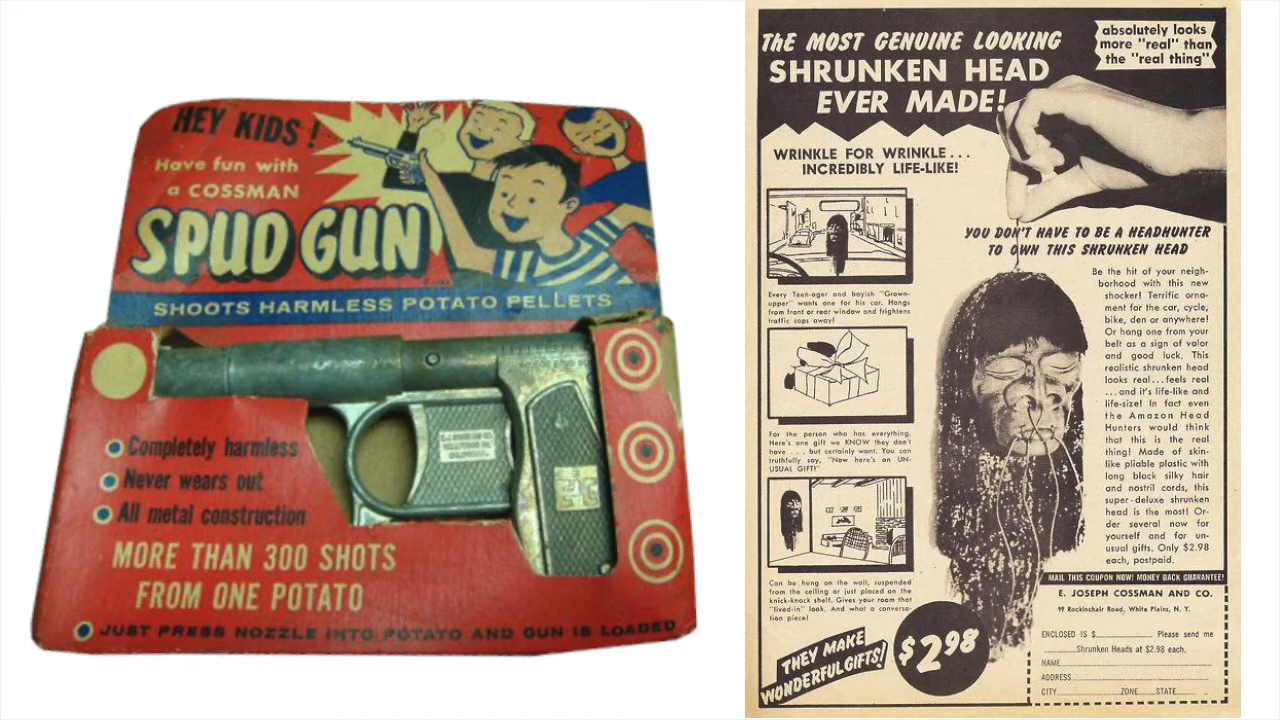 HEY KIDS!
Have fun with
a COSSMAN
SPUD GUN
SHOOTS HARMLESS POTATO PELLETS
Completely harmless
Never wears out
All metal construction
MORE THAN 300 SHOTS
FROM ONE POTATO
JUST PRESS NOZZLE INTO POTATO AND GUN IS LOADED
The MOST GENUINE LOOKING
SHRUNKEN HEAD
EVER MADE!
absolutely looks
more "real" than
the "real thing"
WRINKLE FOR WRINKLE...
INCREDIBLY LIFE-LIKE!
Every Teen-ager and boyish "Grown-
upper" wants one for his car. Hangs
from front or rear window and frightens
traffic cops away!
For the person who has everything.
Here's one gift we KNOW they don't
have . . . but certainly want. You can
truthfully say, "Now here's an UN-
USUAL GIFT!"
Can be hung on the wall, suspended
from the ceiling or just placed on the
knick-knock shelf. Gives your room that
"lived-in" look. And what a conversa-
tion piece!
THEY MAKE
WONDERFUL GIFTS!
$2.98
YOU DON'T HAVE TO BE A HEADHUNTER
TO OWN THIS SHRUNKEN HEAD
Be the hit of your neigh-
borhood with this new
shocker! Terrific orna-
ment for the car, cycle,
bike, den or anywhere!
Or hang one from your
belt as a sign of valor
and good luck. This
realistic shrunken head
looks real...feels real
...and it's life-like and
life-size! In fact even
the Amazon Head
Hunters would think
that this is the real
thing! Made of skin-
like pliable plastic with
long black silky hair
and nostril cords, this
super-deluxe shrunken
head is the most! Or-
der several now for
yourself and for un-
usual gifts. Only $2.98
each, postpaid.
MAIL THIS COUPON NOW! MONEY BACK GUARANTEE!
E. JOSEPH COSSMAN AND CO.
99 Rockinchair Road, White Plains, N. Y.
ENCLOSED IS $ Please send me
Shrunken Heads at $2.98 each.
NAME
ADDRESS
CITY ZONE STATE